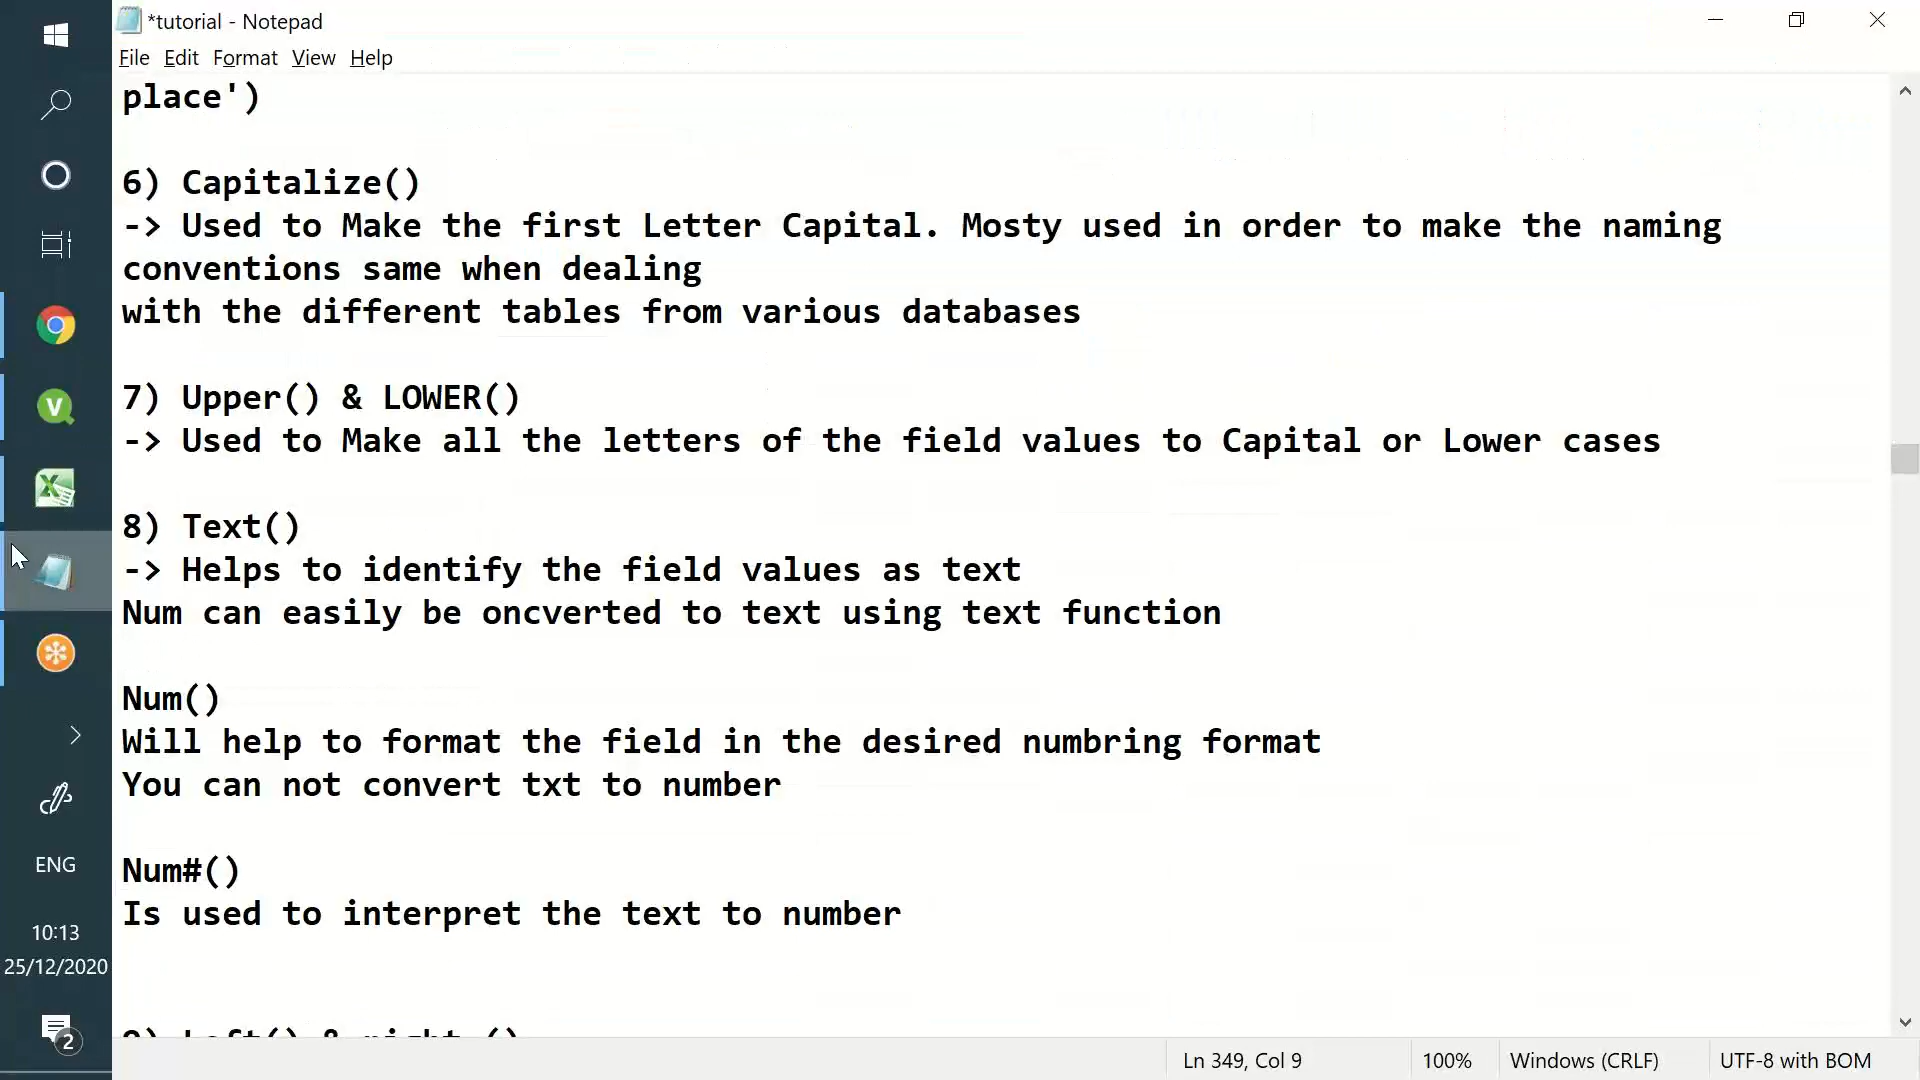 *tutorial - Notepad
File Edit Format View Help
place')
6) Capitalize()
-> Used to Make the first Letter Capital. Mosty used in order to make the naming
conventions same when dealing
with the different tables from various databases
7) Upper() & LOWER()
-> Used to Make all the letters of the field values to Capital or Lower cases
8) Text()
-> Helps to identify the field values as text
Num can easily be oncverted to text using text function
Num()
Will help to format the field in the desired numbring format
You can not convert txt to number
Num#()
Is used to interpret the text to number
9) Left() & right ()
ENG
10:13
25/12/2020
2
Ln 349, Col 9
100%
Windows (CRLF)
UTF-8 with BOM